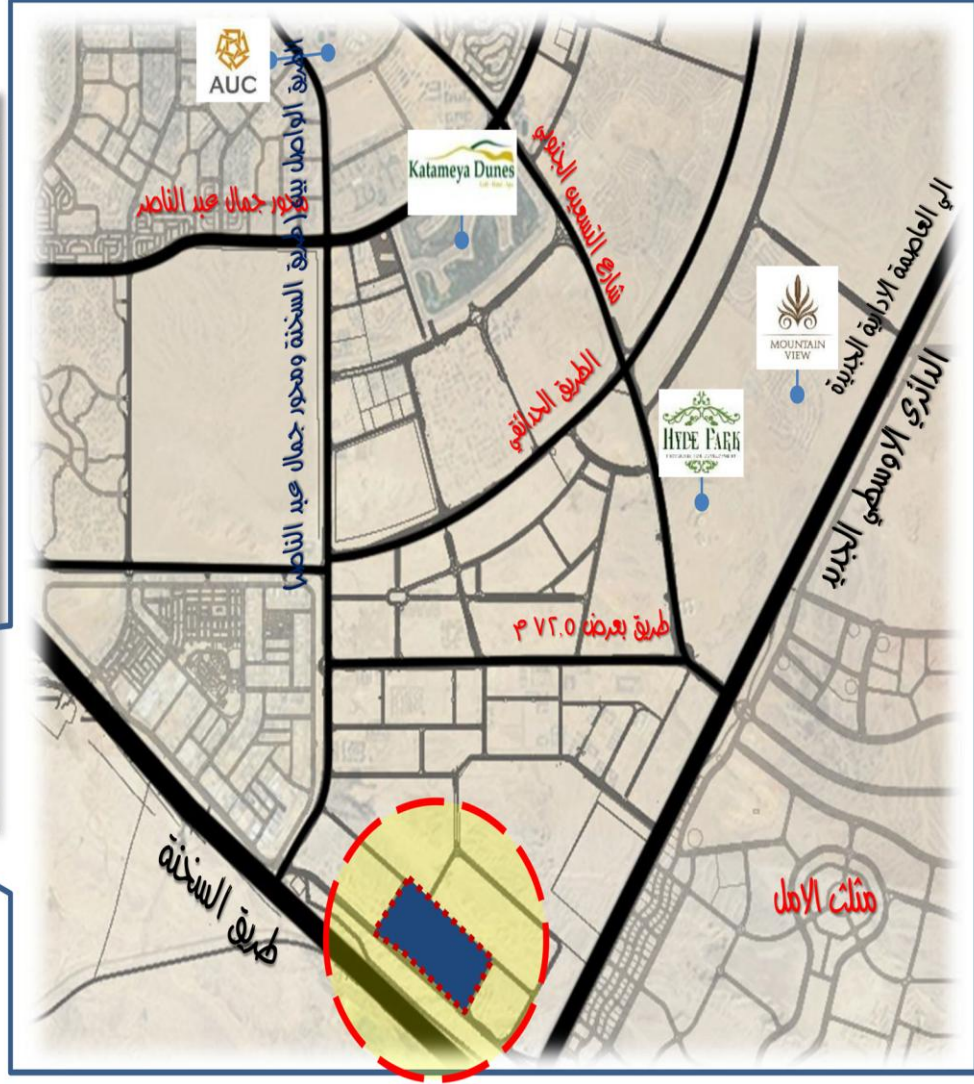 AUC
الطريق الواصل بين (طريق السخنة ومحور جمال عبد الناصر)
محور جمال عبد الناصر
Katameya Dunes
شارع التسعين الجنوبي
الي العاصمة الادارية الجديدة
MOUNTAIN
VIEW
الدائري الاوسطي الجديد
الطريق الدائقي
HYDE PARK
طريق بعرض ٧٢.٥ م
طريق السخنة
مثلث الامل